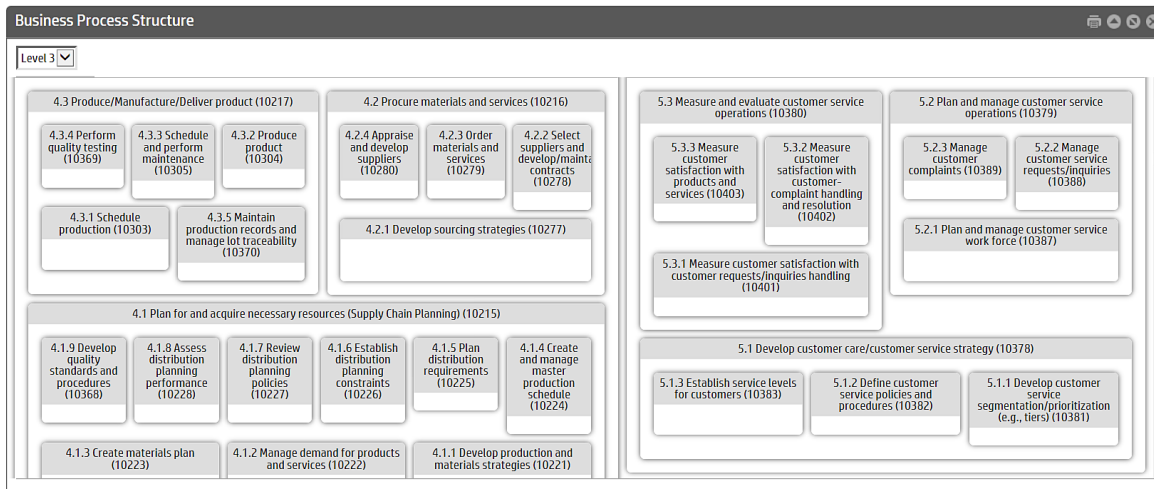 Business Process Structure
Level 3
4.3 Produce/Manufacture/Deliver product (10217)
4.3.4 Perform
quality testing
(10369)
4.3.3 Schedule
and perform
maintenance
(10305)
4.3.2 Produce
product
(10304)
4.3.1 Schedule
production (10303)
4.3.5 Maintain
production records and
manage lot traceability
(10370)
4.2 Procure materials and services (10216)
4.2.4 Appraise
and develop
suppliers
(10280)
4.2.3 Order
materials and
services
(10279)
4.2.2 Select
suppliers and
develop/mainta
contracts
(10278)
4.2.1 Develop sourcing strategies (10277)
4.1 Plan for and acquire necessary resources (Supply Chain Planning) (10215)
4.1.9 Develop
quality
standards and
procedures
(10368)
4.1.8 Assess
distribution
planning
performance
(10228)
4.1.7 Review
distribution
planning
policies
(10227)
4.1.6 Establish
distribution
planning
constraints
(10226)
4.1.5 Plan
distribution
requirements
(10225)
4.1.4 Create
and manage
master
production
schedule
(10224)
4.1.3 Create materials plan
(10223)
4.1.2 Manage demand for products
and services (10222)
4.1.1 Develop production and
materials strategies (10221)
5.3 Measure and evaluate customer service
operations (10380)
5.3.3 Measure
customer
satisfaction with
products and
services (10403)
5.3.2 Measure
customer
satisfaction with
customer-
complaint handling
and resolution
(10402)
5.3.1 Measure customer satisfaction with
customer requests/inquiries handling
(10401)
5.2 Plan and manage customer service
operations (10379)
5.2.3 Manage
customer
complaints (10389)
5.2.2 Manage
customer service
requests/inquiries
(10388)
5.2.1 Plan and manage customer service
work force (10387)
5.1 Develop customer care/customer service strategy (10378)
5.1.3 Establish service levels
for customers (10383)
5.1.2 Define customer
service policies and
procedures (10382)
5.1.1 Develop customer
service
segmentation/prioritization
(e.g., tiers) (10381)